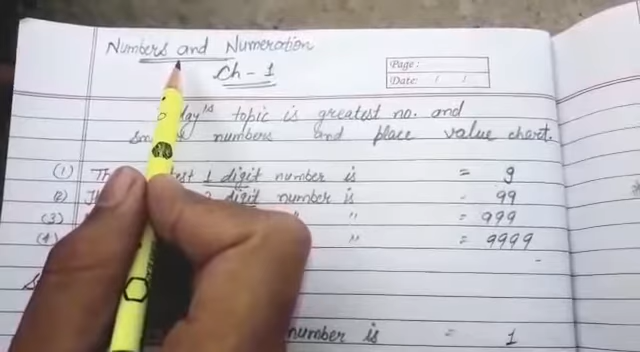 Numbers and Numeration
Ch - 1
Page:
Date: / /
topic is greatest no. and
numbers and place value chart.
(1) 1 digit number is = 9
(2) digit number is = 99
(3) " " = 999
(4) " = 9999
number is = 1